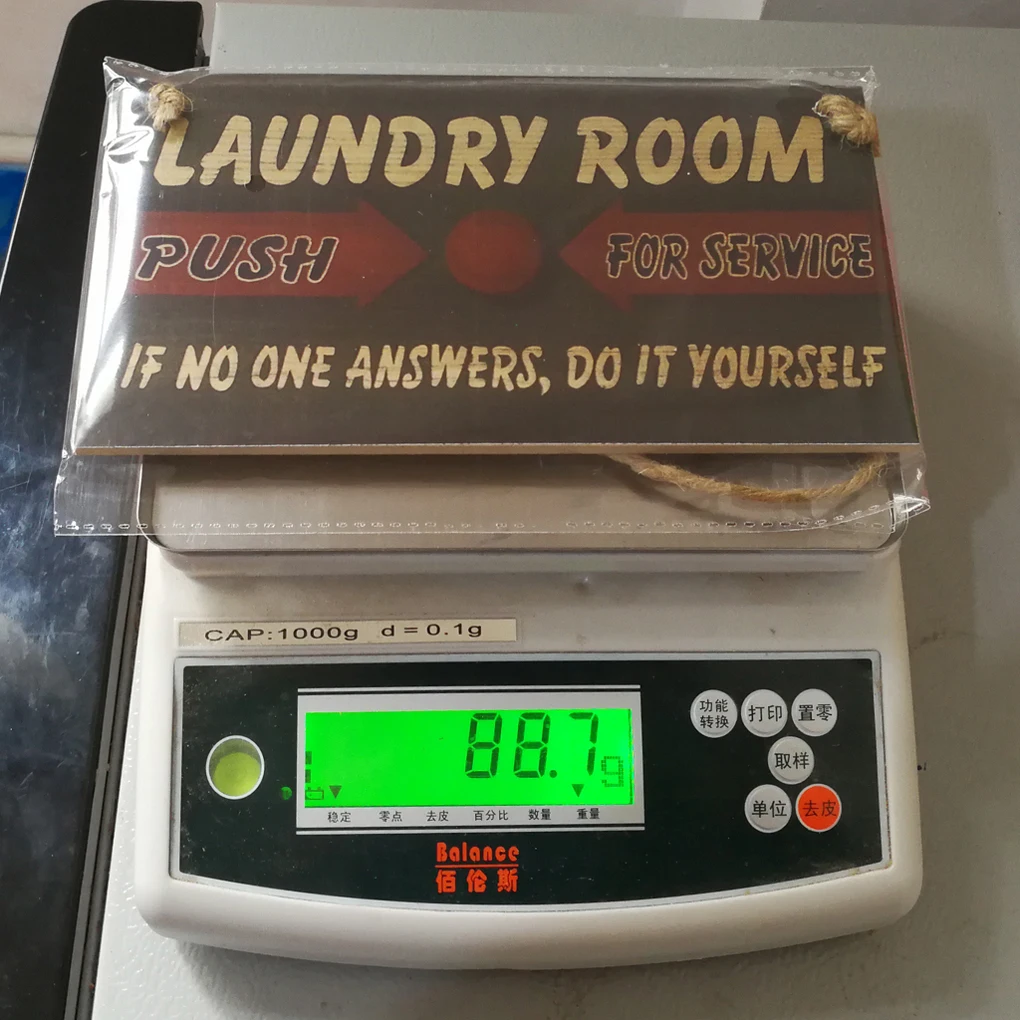 LAUNDRY ROOM
PUSH
FOR SERVICE
IF NO ONE ANSWERS, DO IT YOURSELF
CAP:1000g d=0.1g
88.7g
稳定 零点 去皮 百分比 数量 重量
功能转换 打印 置零
取样
单位 去皮
Balance
佰伦斯